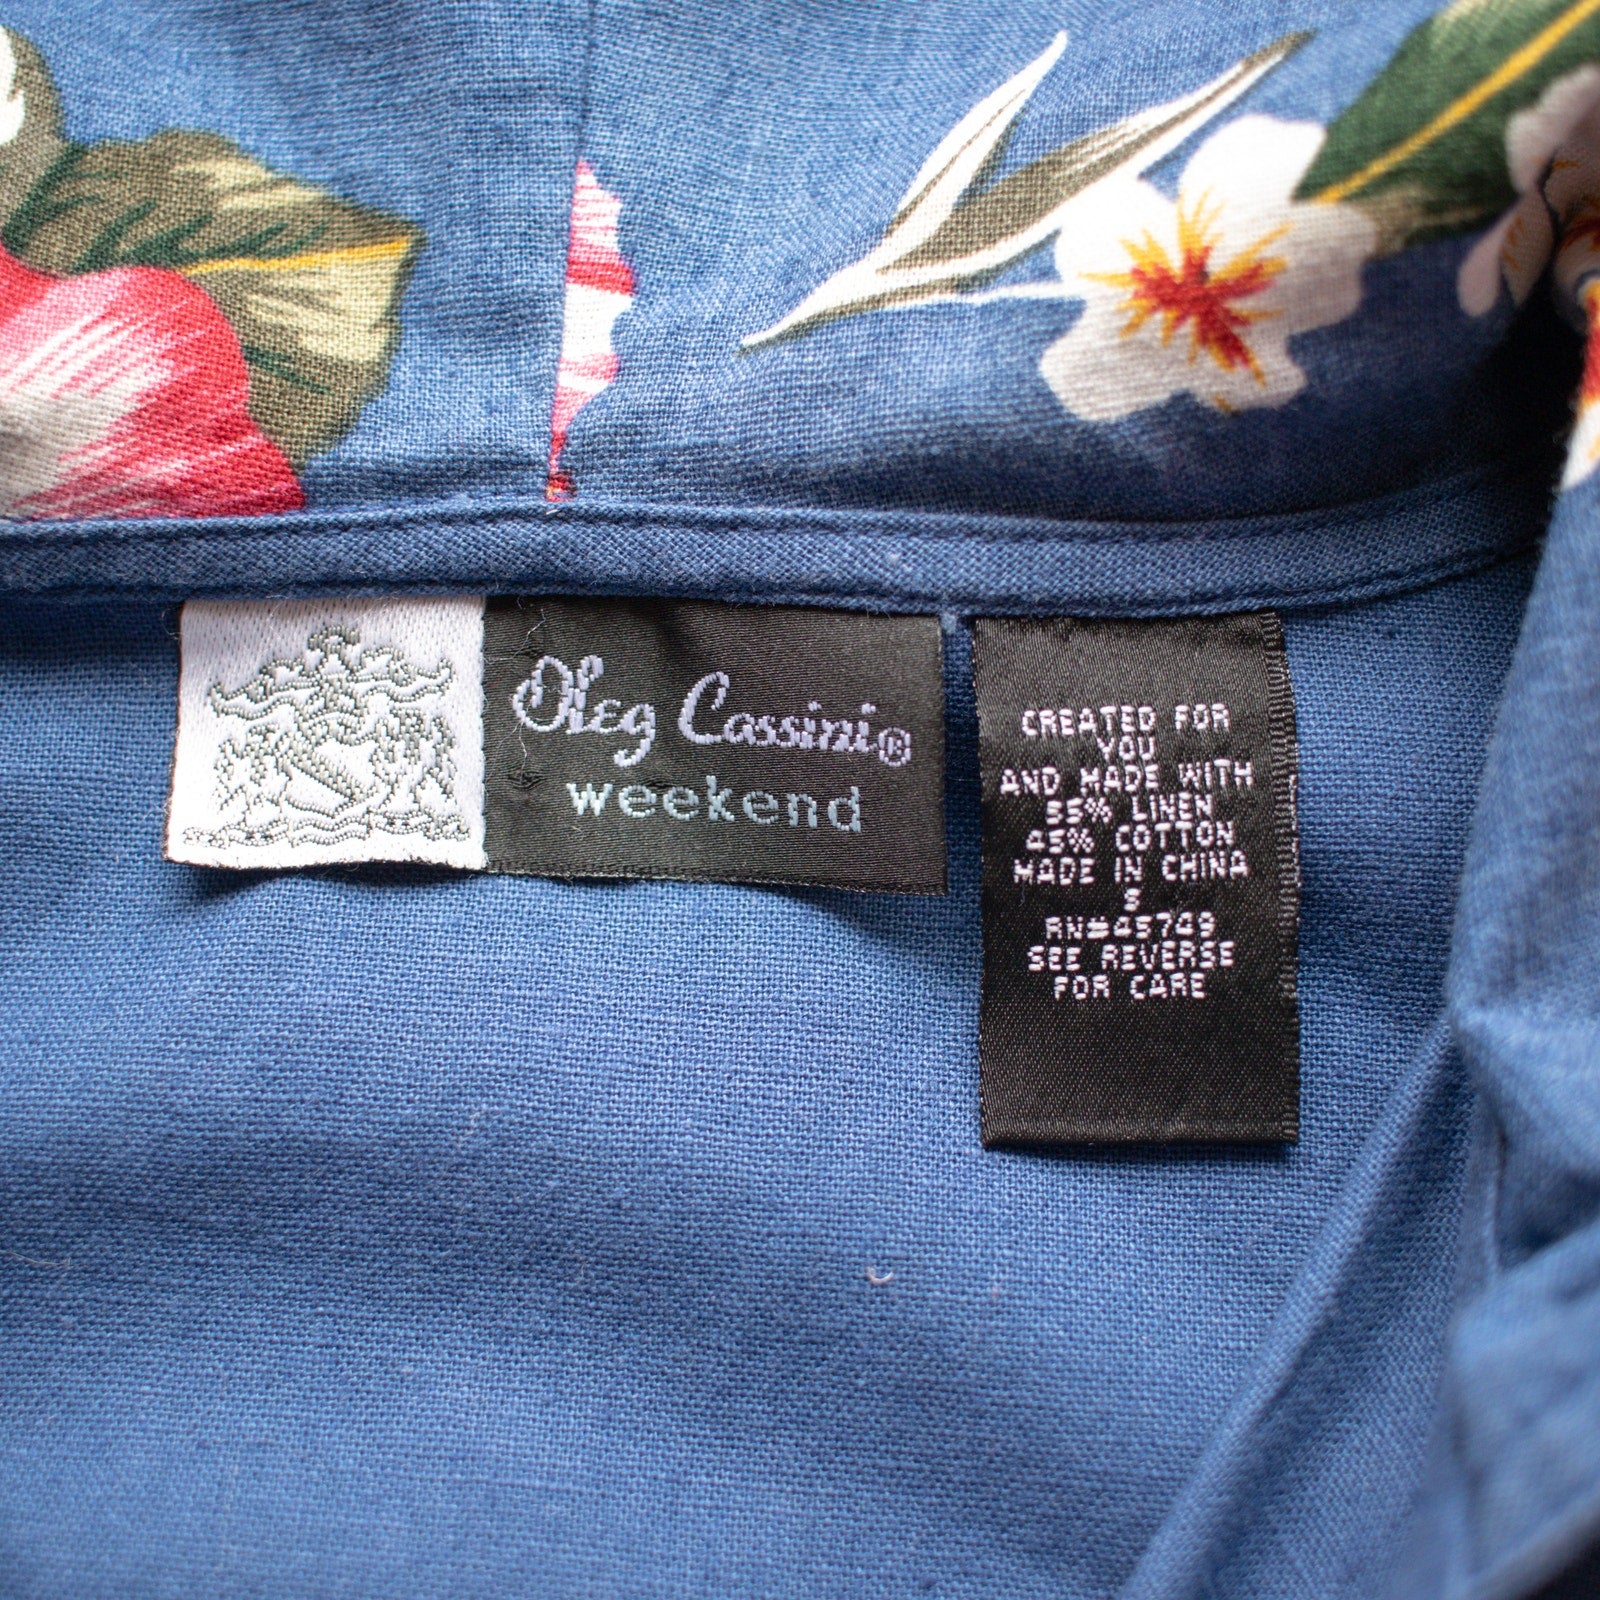 Oleg Cassini®
weekend
CREATED FOR
YOU
AND MADE WITH
55% LINEN
45% COTTON
MADE IN CHINA
RN#45749
SEE REVERSE
FOR CARE